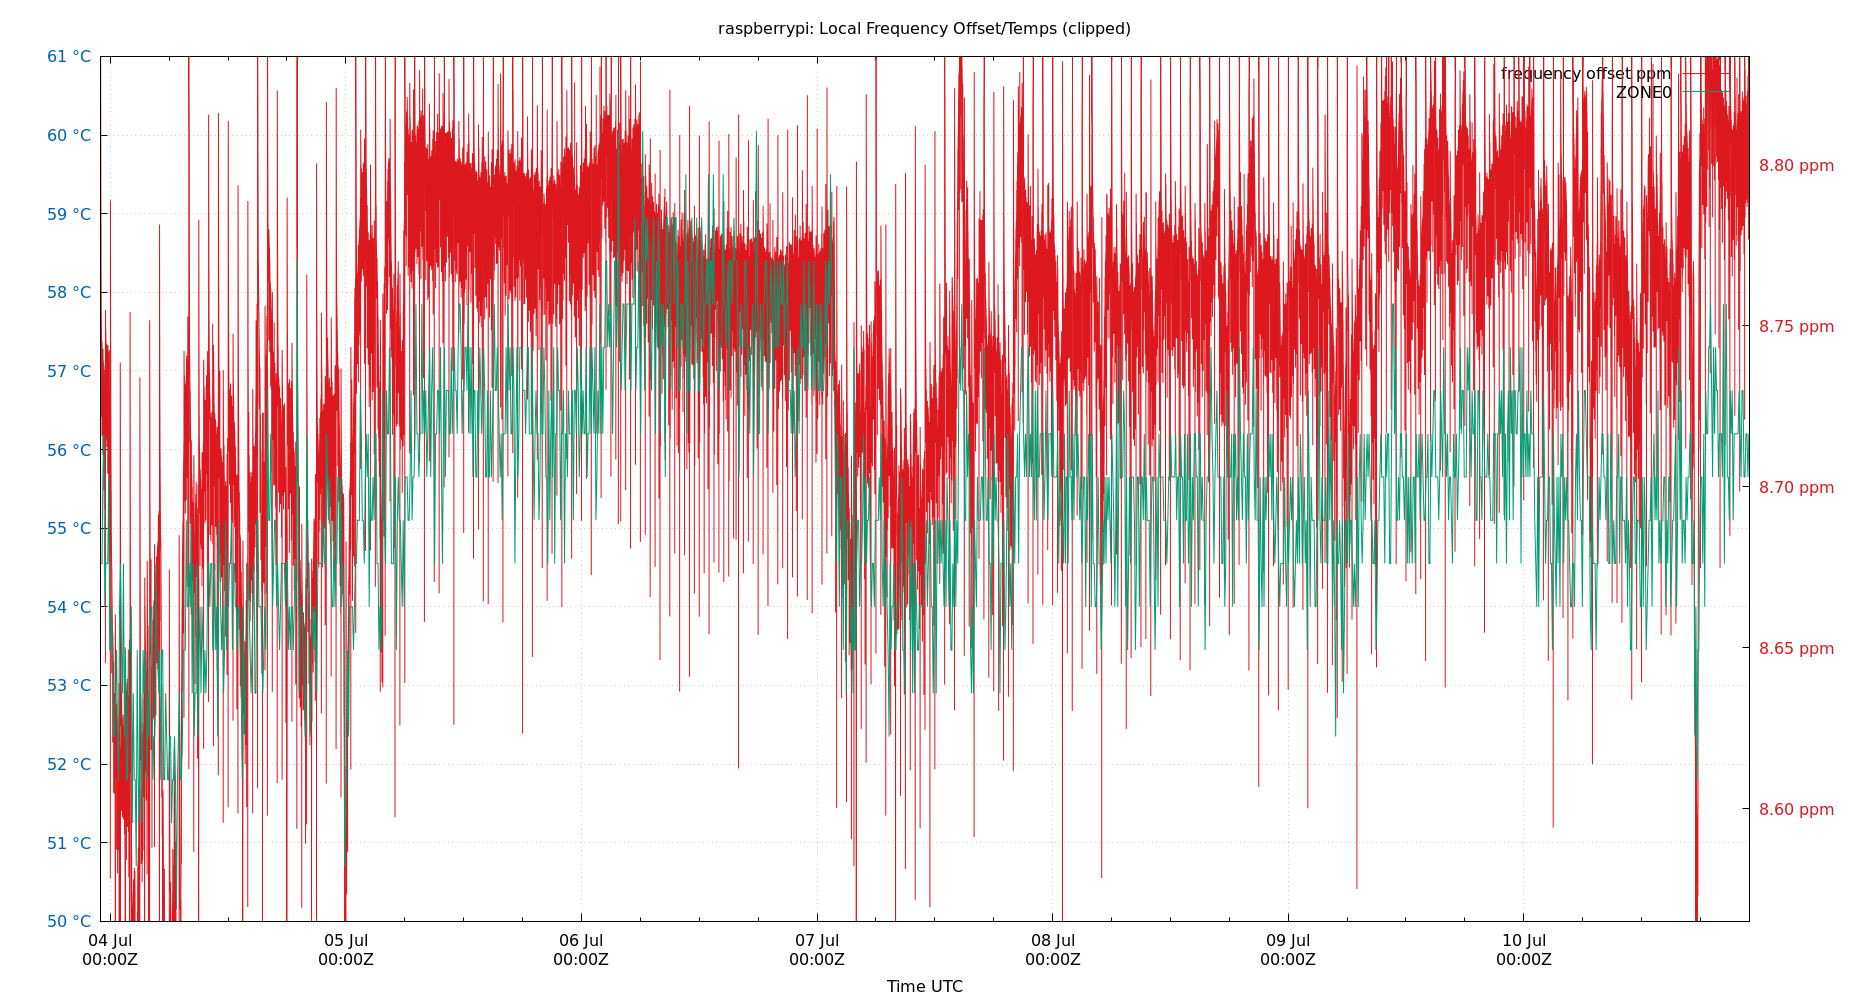 raspberrypi: Local Frequency Offset/Temps (clipped)
61 °C
60 °C
59 °C
58 °C
57 °C
56 °C
55 °C
54 °C
53 °C
52 °C
51 °C
50 °C
frequency offset ppm
ZONE0
8.80 ppm
8.75 ppm
8.70 ppm
8.65 ppm
8.60 ppm
04 Jul 05 Jul 06 Jul 07 Jul 08 Jul 09 Jul 10 Jul
00:00Z 00:00Z 00:00Z 00:00Z 00:00Z 00:00Z 00:00Z
Time UTC